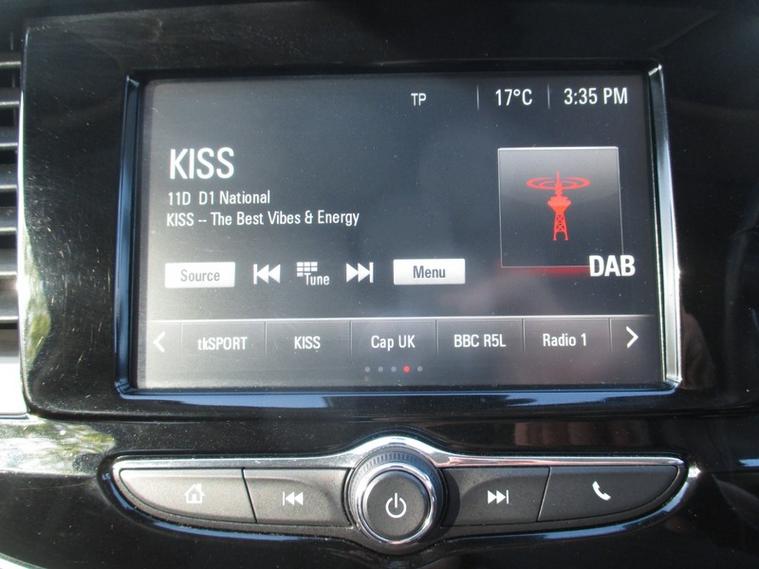 TP 17°C 3:35 PM
KISS
11D D1 National
KISS -- The Best Vibes & Energy
DAB
Source Tune Menu
tlkSPORT KISS Cap UK BBC R5L Radio 1